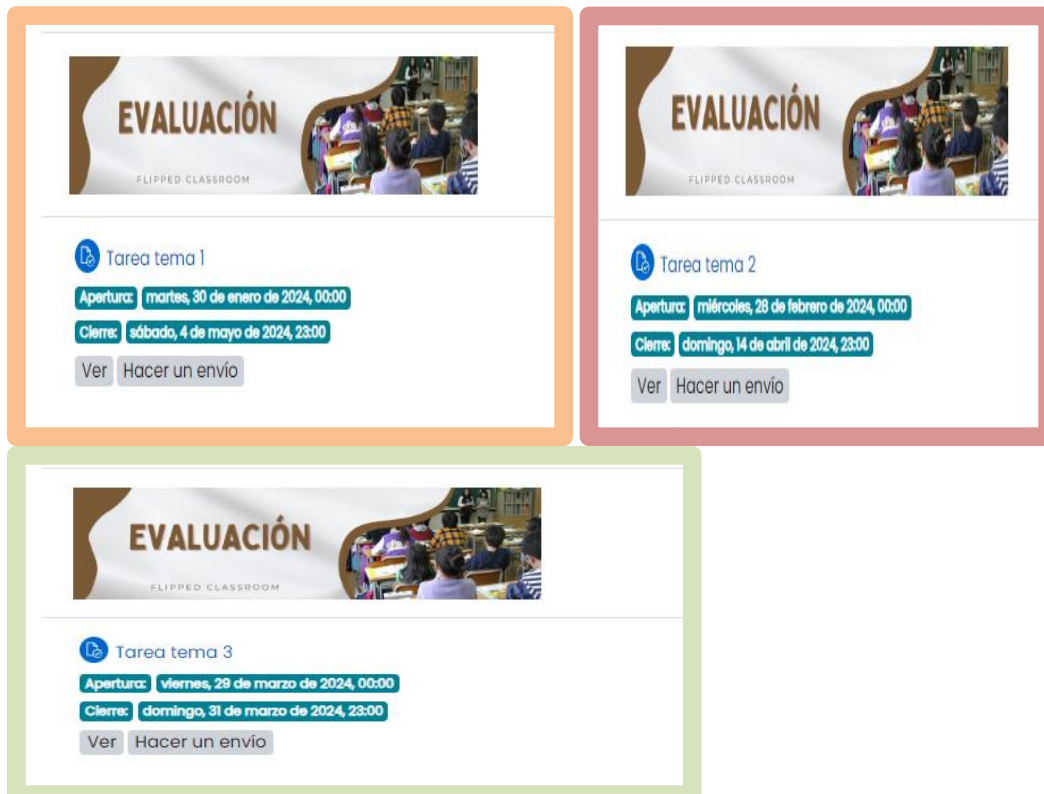 EVALUACIÓN
FLIPPED CLASSROOM
Tarea tema 1
Apertura: martes, 30 de enero de 2024, 00:00
Cierre: sábado, 4 de mayo de 2024, 23:00
Ver Hacer un envío
EVALUACIÓN
FLIPPED CLASSROOM
Tarea tema 2
Apertura: miércoles, 28 de febrero de 2024, 00:00
Cierre: domingo, 14 de abril de 2024, 23:00
Ver Hacer un envío
EVALUACIÓN
FLIPPED CLASSROOM
Tarea tema 3
Apertura: viernes, 29 de marzo de 2024, 00:00
Cierre: domingo, 31 de marzo de 2024, 23:00
Ver Hacer un envío